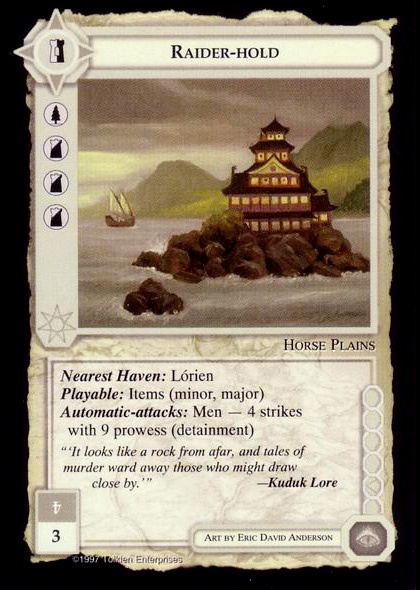 RAIDER-HOLD
HORSE PLAINS
Nearest Haven: Lórien
Playable: Items (minor, major)
Automatic-attacks: Men — 4 strikes
with 9 prowess (detainment)
“‘It looks like a rock from afar, and tales of
murder ward away those who might draw
close by.’”  —Kuduk Lore
4
3
ART BY ERIC DAVID ANDERSON
©1997 Tolkien Enterprises